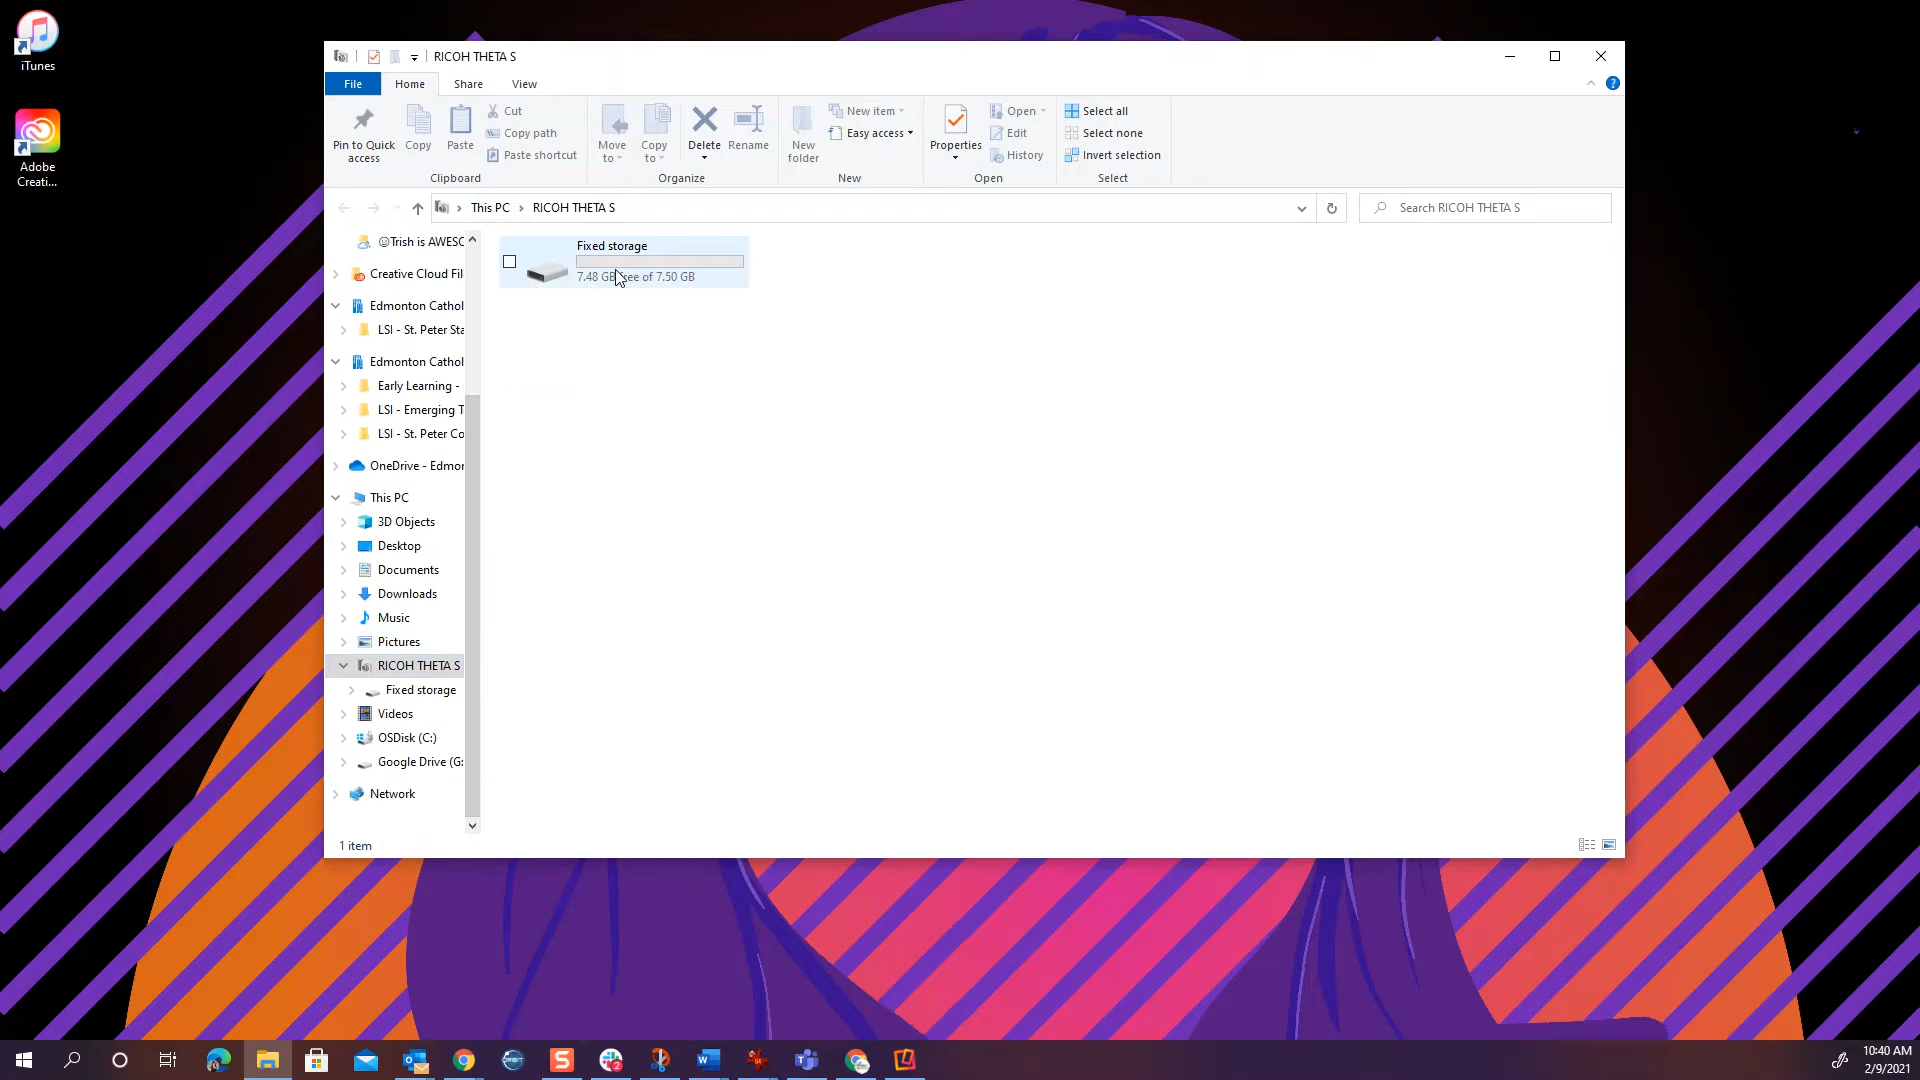 iTunes
Adobe
Creati...
RICOH THETA S
File
Home
Share
View
Pin to Quick
access
Copy
Paste
Cut
Copy path
Paste shortcut
Clipboard
Move
to
Copy
to
Delete
Rename
Organize
New
folder
New item
Easy access
New
Properties
Open
Edit
History
Open
Select all
Select none
Invert selection
Select
This PC > RICOH THETA S
Search RICOH THETA S
☺Trish is AWESC
Creative Cloud Fil
Edmonton Cathol
LSI - St. Peter Sta
Edmonton Cathol
Early Learning -
LSI - Emerging T
LSI - St. Peter Co
OneDrive - Edmor
This PC
3D Objects
Desktop
Documents
Downloads
Music
Pictures
RICOH THETA S
Fixed storage
Videos
OSDisk (C:)
Google Drive (G:
Network
Fixed storage
7.48 GB free of 7.50 GB
1 item
ORBIT
S
2
W
10:40 AM
2/9/2021